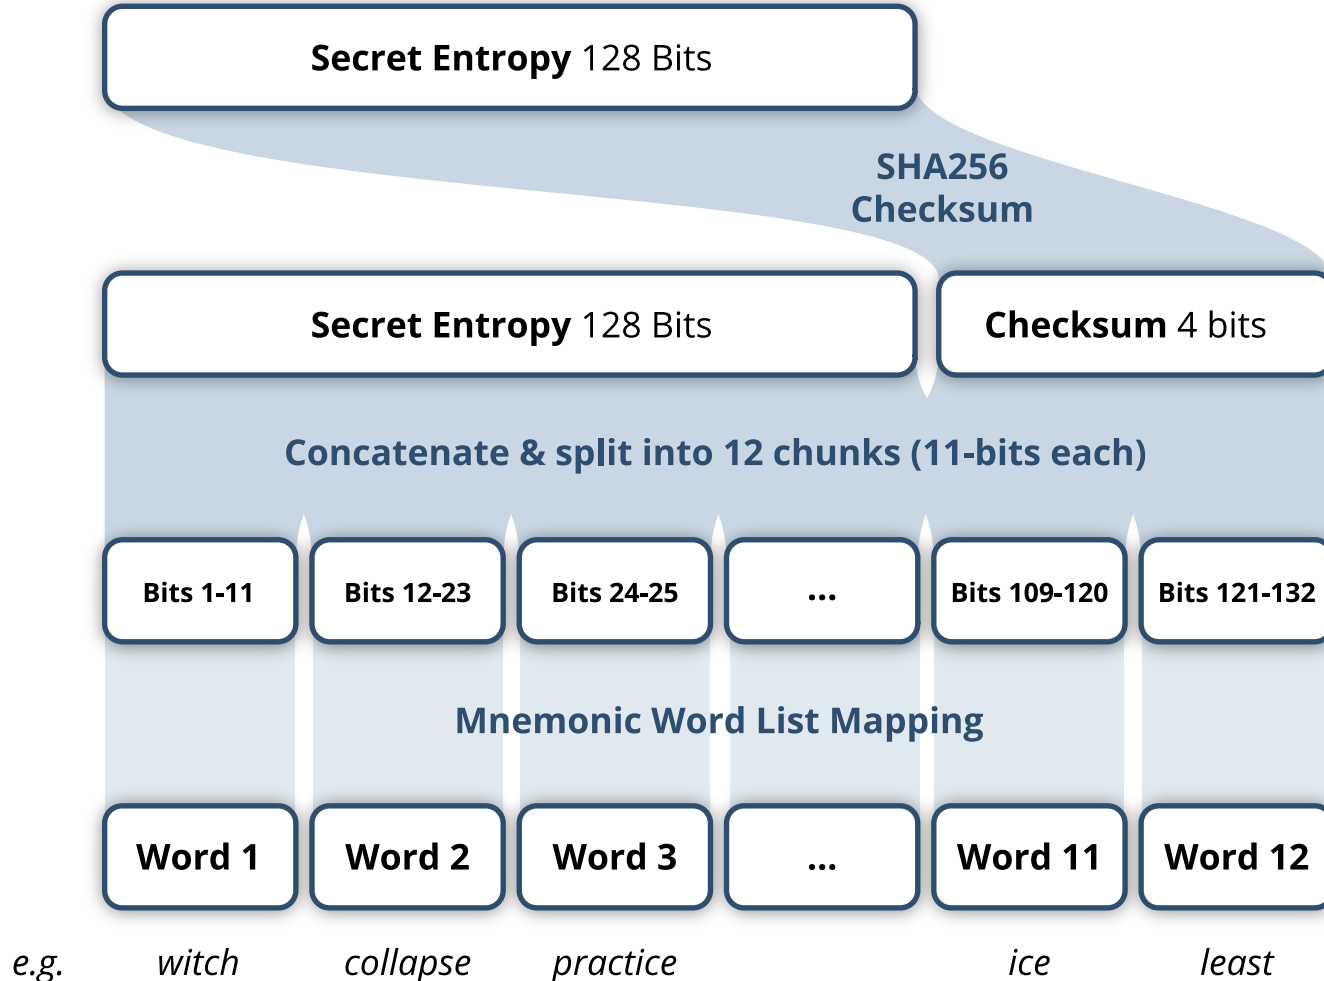 Secret Entropy 128 Bits
SHA256
Checksum
Secret Entropy 128 Bits
Checksum 4 bits
Concatenate & split into 12 chunks (11-bits each)
Bits 1-11
Bits 12-23
Bits 24-25
...
Bits 109-120
Bits 121-132
Mnemonic Word List Mapping
Word 1
Word 2
Word 3
...
Word 11
Word 12
e.g.
witch
collapse
practice
ice
least